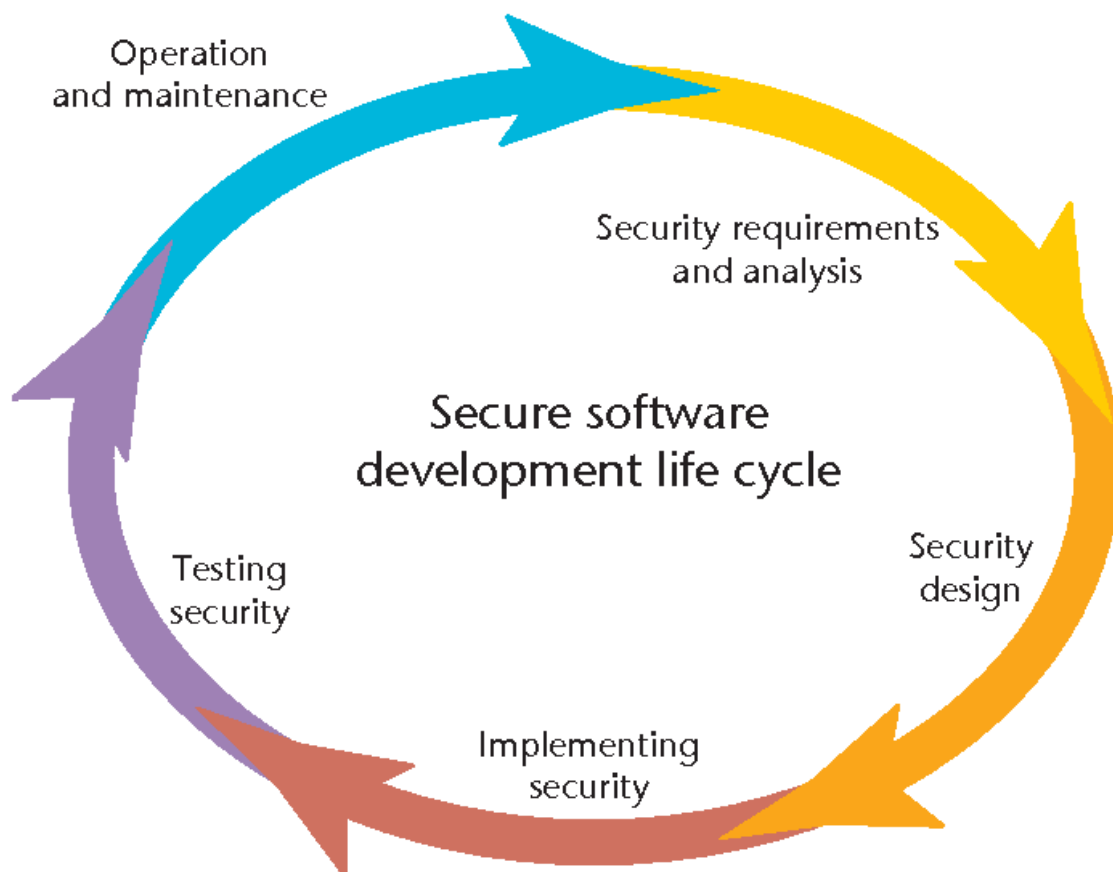 Operation
and maintenance
Security requirements
and analysis
Secure software
development life cycle
Security
design
Testing
security
Implementing
security